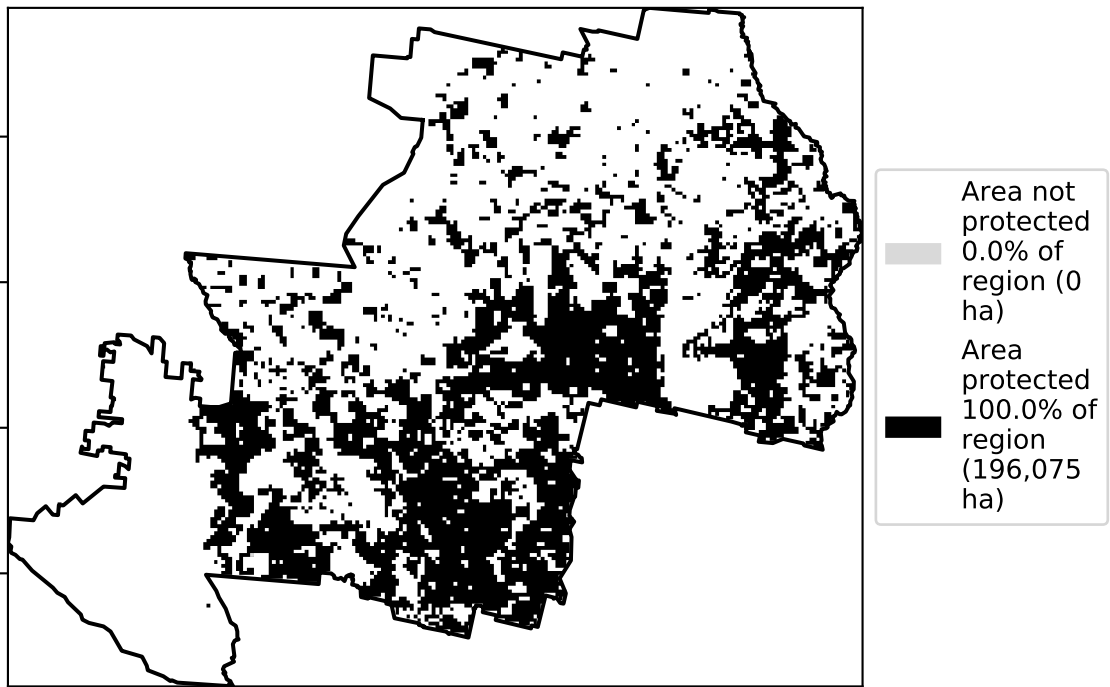 Area not
protected
0.0% of
region (0
ha)
Area
protected
100.0% of
region
(196,075
ha)